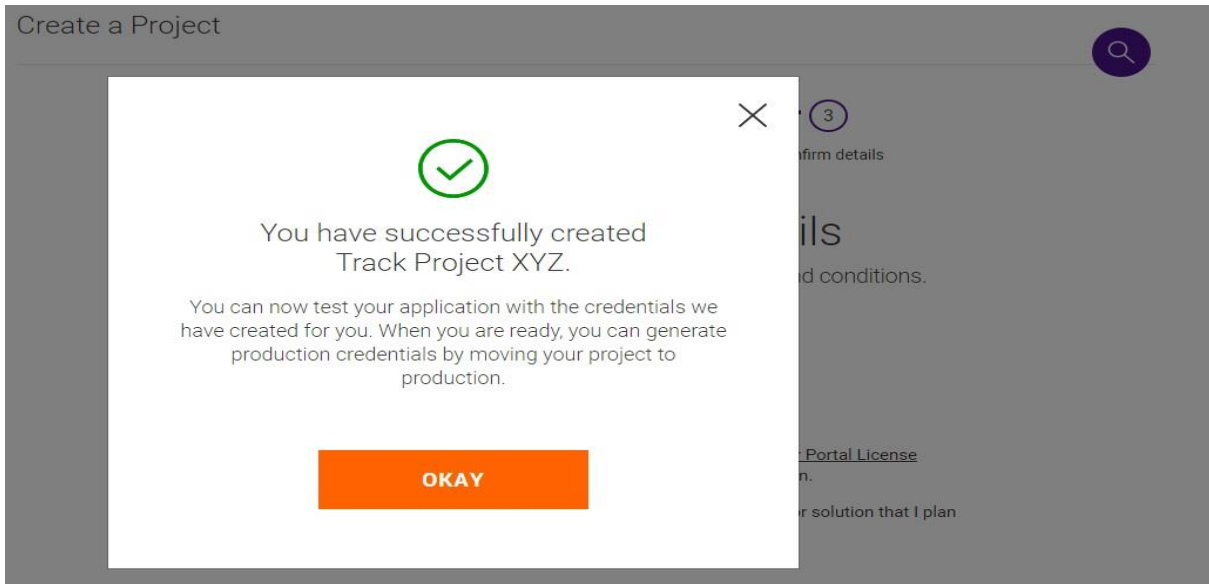 Create a Project
3
nfirm details
ils
nd conditions.
You have successfully created
Track Project XYZ.
You can now test your application with the credentials we
have created for you. When you are ready, you can generate
production credentials by moving your project to
production.
OKAY
Portal License
n.
r solution that I plan